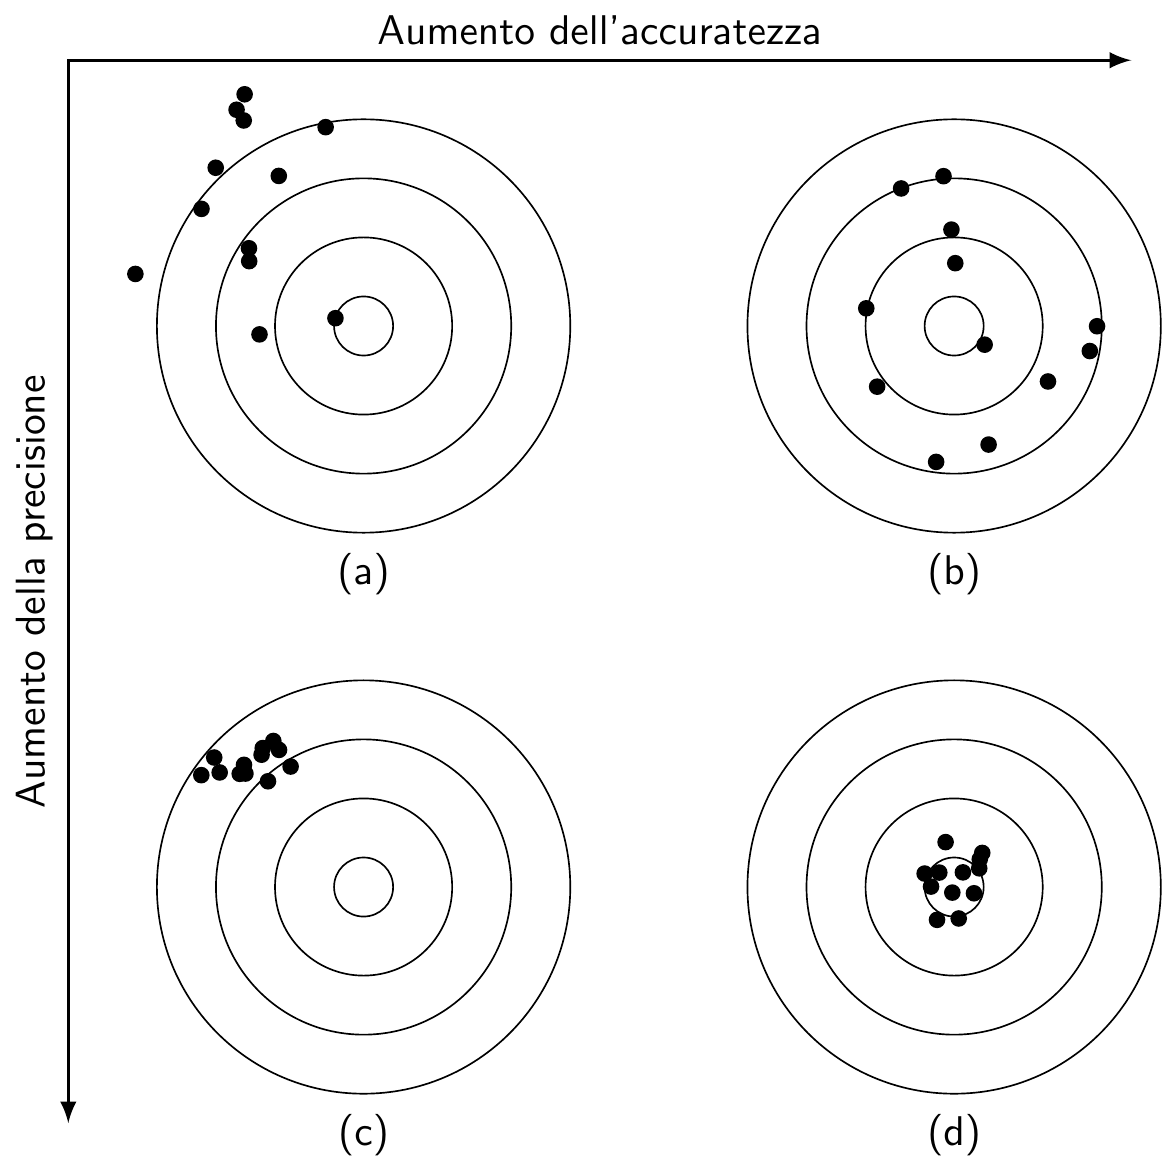 Aumento dell'accuratezza
Aumento della precisione
(a)
(b)
(c)
(d)